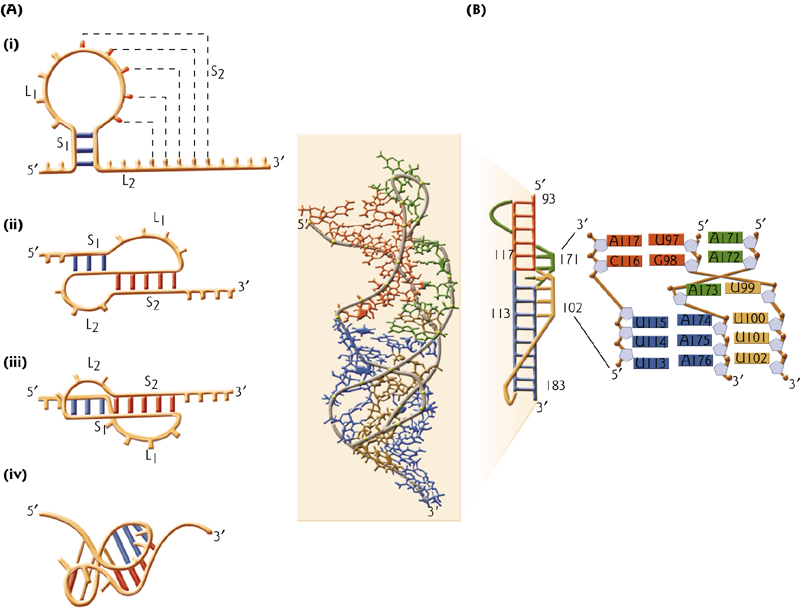 (A)
(i)
L1
S1
S2
5′
L2
3′
(ii)
S1
L1
5′
S2
3′
L2
(iii)
L2
5′
S2
3′
S1
L1
(iv)
5′
3′
5′
3′
(B)
5′
93
117
171
113
102
183
3′
3′
5′
5′
A117 U97 A171
C116 G98 A172
A173 U99
U115 A174 U100
U114 A175 U101
U113 A176 U102
5′
3′
3′